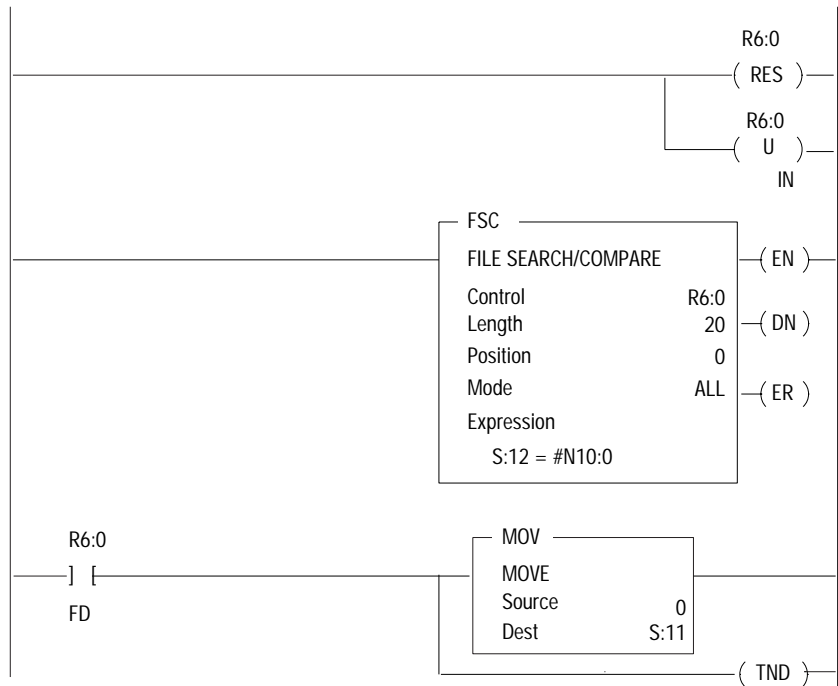 R6:0
( RES )
R6:0
( U )
IN
FSC
FILE SEARCH/COMPARE
( EN )
Control R6:0
Length 20
( DN )
Position 0
Mode ALL
( ER )
Expression
S:12 = #N10:0
R6:0
] [
FD
MOV
MOVE
Source 0
Dest S:11
( TND )